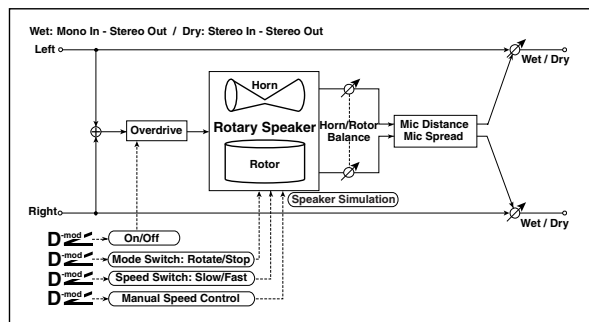 Wet: Mono In - Stereo Out / Dry: Stereo In - Stereo Out
Left
Wet / Dry
Horn
Overdrive
Rotary Speaker
Horn/Rotor
Balance
Mic Distance
Mic Spread
Rotor
Speaker Simulation
Right
Wet / Dry
D-mod On/Off
D-mod Mode Switch: Rotate/Stop
D-mod Speed Switch: Slow/Fast
D-mod Manual Speed Control